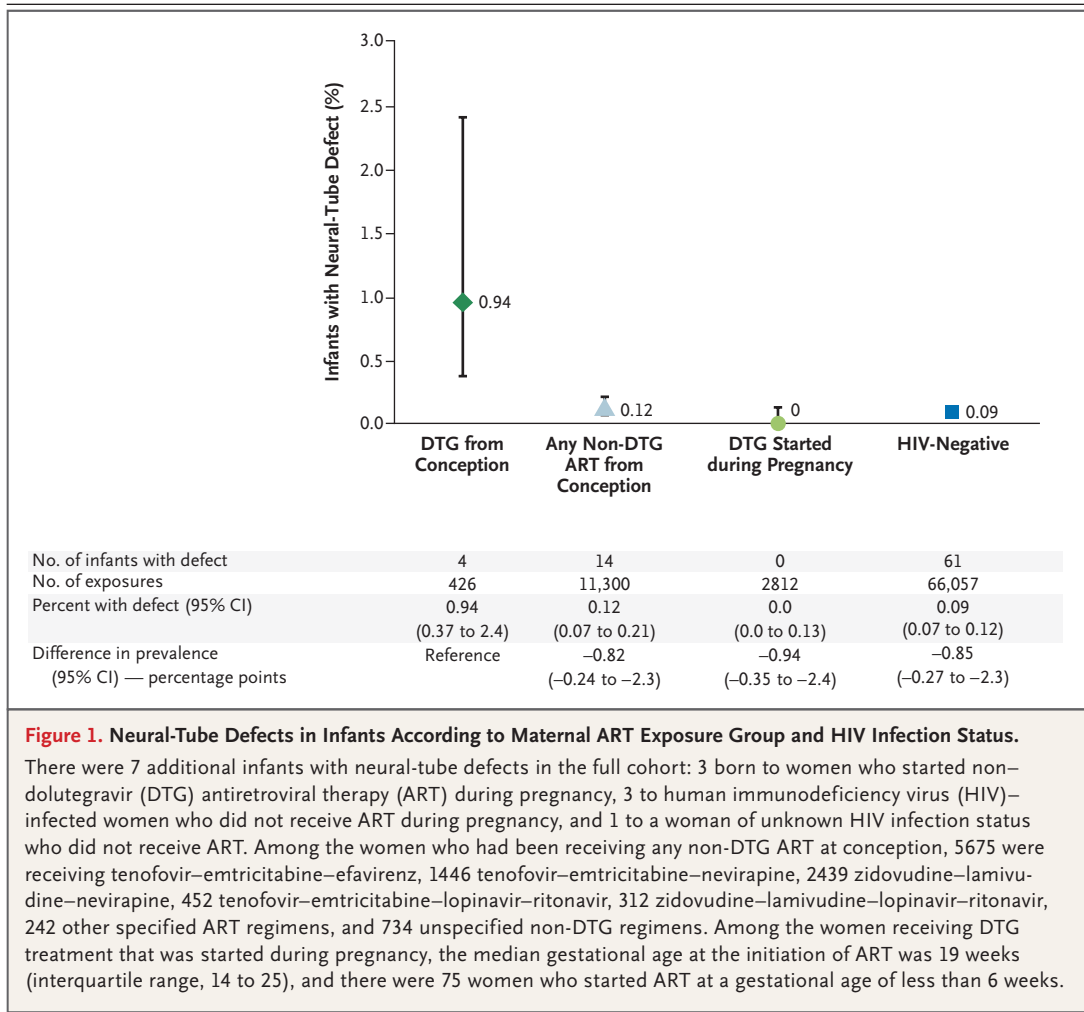 3.0
2.5
2.0
1.5
1.0
0.5
0.0
Infants with Neural-Tube Defect (%)
0.94
0.12
0
0.09
DTG from
Conception
Any Non-DTG
ART from
Conception
DTG Started
during Pregnancy
HIV-Negative
No. of infants with defect 4 14 0 61
No. of exposures 426 11,300 2812 66,057
Percent with defect (95% CI) 0.94 0.12 0.0 0.09
(0.37 to 2.4) (0.07 to 0.21) (0.0 to 0.13) (0.07 to 0.12)
Difference in prevalence Reference −0.82 −0.94 −0.85
(95% CI) — percentage points (−0.24 to −2.3) (−0.35 to −2.4) (−0.27 to −2.3)
Figure 1. Neural-Tube Defects in Infants According to Maternal ART Exposure Group and HIV Infection Status.
There were 7 additional infants with neural-tube defects in the full cohort: 3 born to women who started non–
dolutegravir (DTG) antiretroviral therapy (ART) during pregnancy, 3 to human immunodeficiency virus (HIV)–
infected women who did not receive ART during pregnancy, and 1 to a woman of unknown HIV infection status
who did not receive ART. Among the women who had been receiving any non-DTG ART at conception, 5675 were
receiving tenofovir–emtricitabine–efavirenz, 1446 tenofovir–emtricitabine–nevirapine, 2439 zidovudine–lamivu-
dine–nevirapine, 452 tenofovir–emtricitabine–lopinavir–ritonavir, 312 zidovudine–lamivudine–lopinavir–ritonavir,
242 other specified ART regimens, and 734 unspecified non-DTG regimens. Among the women receiving DTG
treatment that was started during pregnancy, the median gestational age at the initiation of ART was 19 weeks
(interquartile range, 14 to 25), and there were 75 women who started ART at a gestational age of less than 6 weeks.